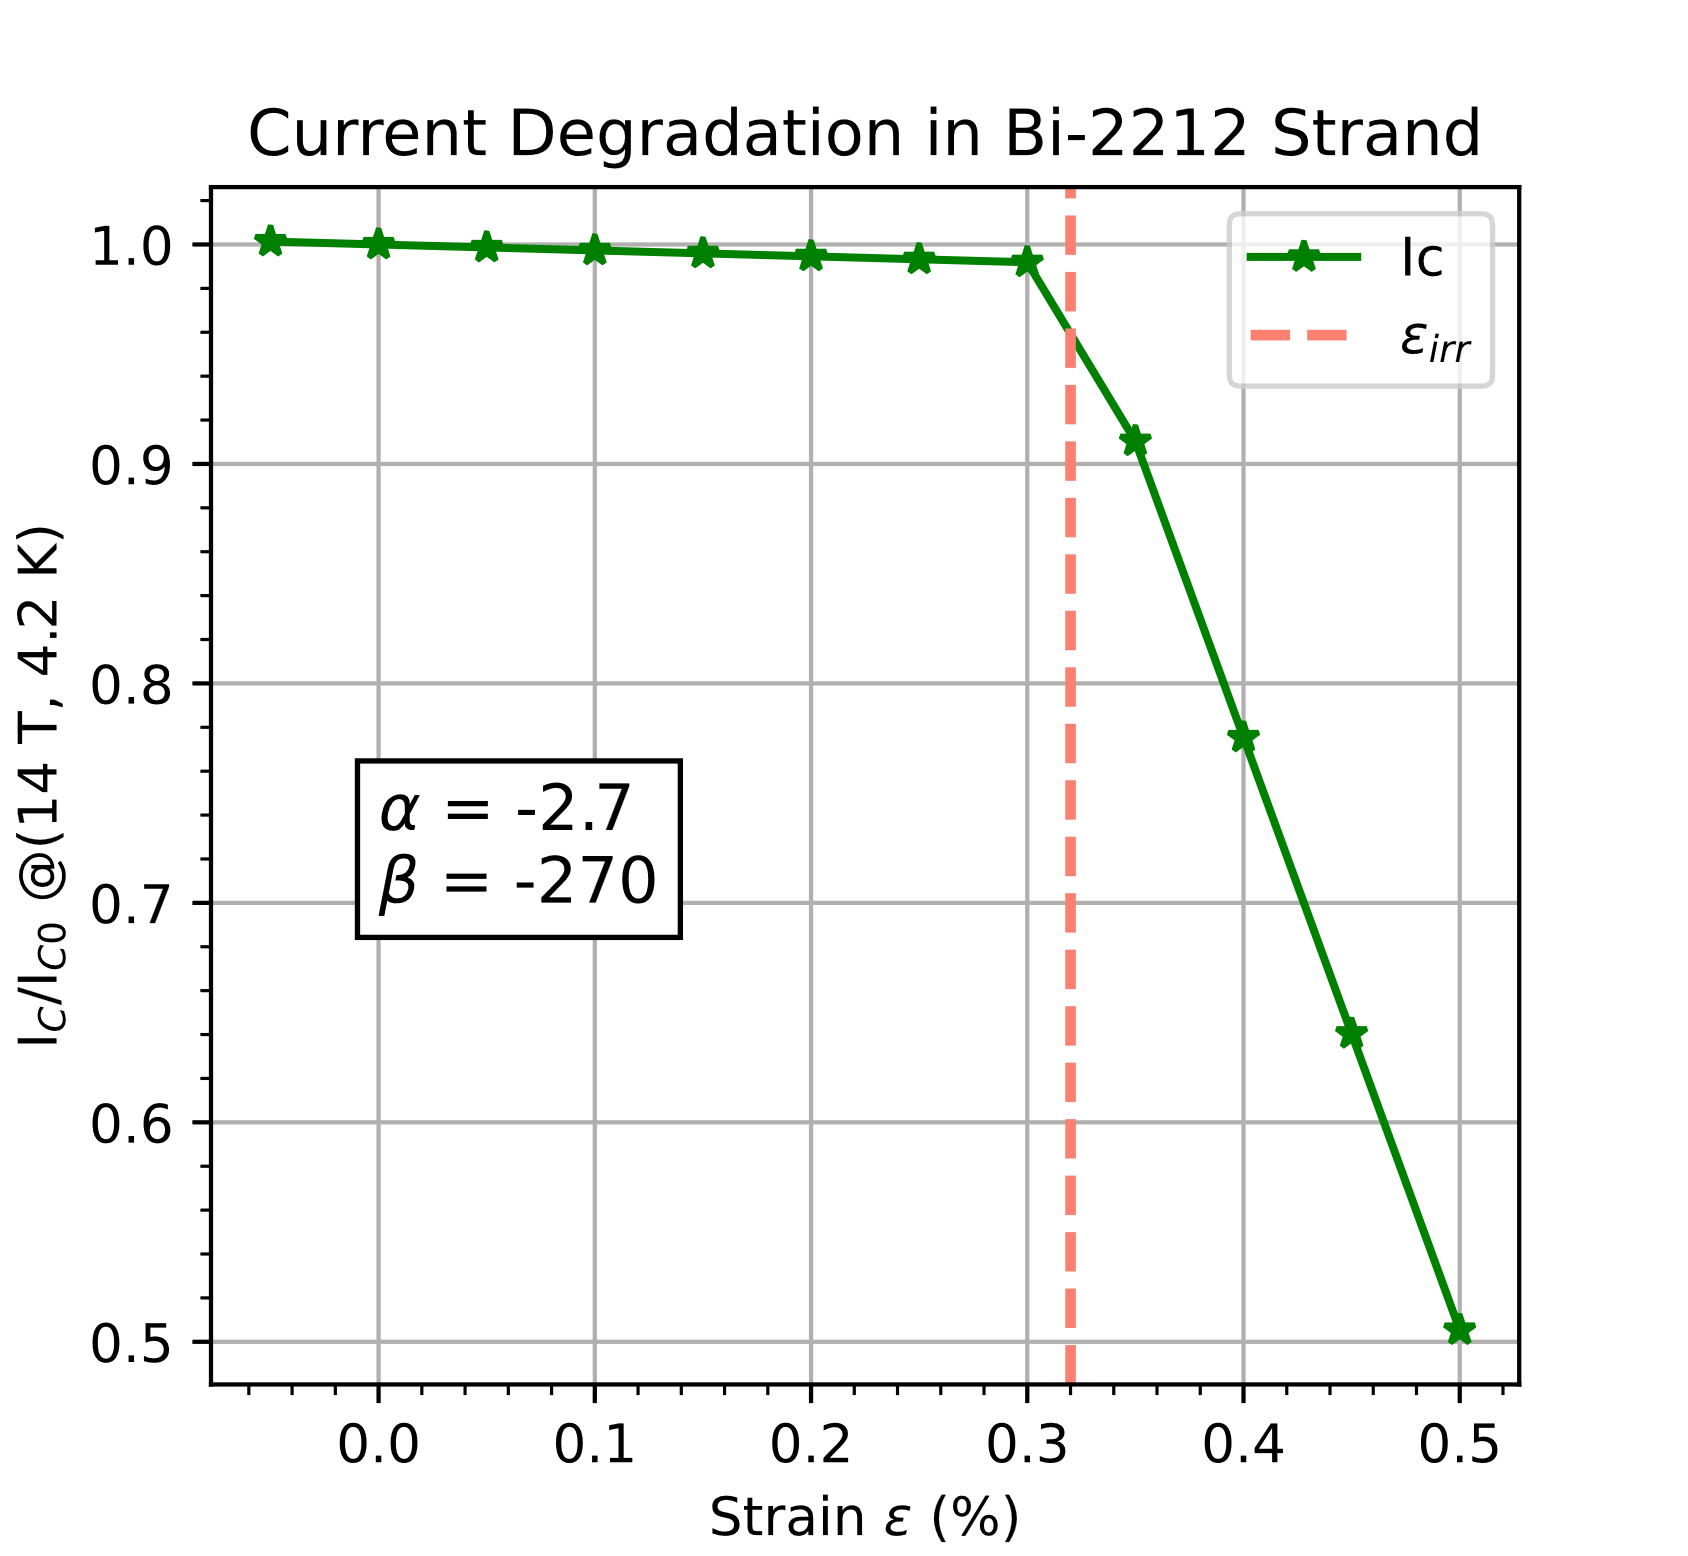 Current Degradation in Bi-2212 Strand
I_C/I_C0 @(14 T, 4.2 K)
1.0
0.9
0.8
0.7
0.6
0.5
Ic
ε_irr
α = -2.7
β = -270
0.0 0.1 0.2 0.3 0.4 0.5
Strain ε (%)